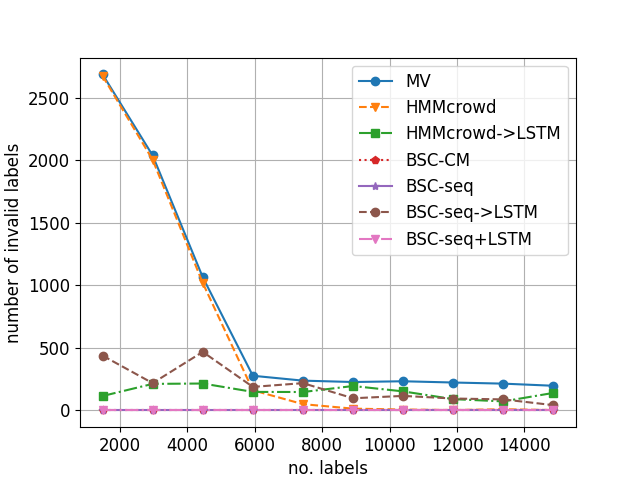 MV
HMMcrowd
HMMcrowd->LSTM
BSC-CM
BSC-seq
BSC-seq->LSTM
BSC-seq+LSTM
number of invalid labels
2500
2000
1500
1000
500
0
2000 4000 6000 8000 10000 12000 14000
no. labels